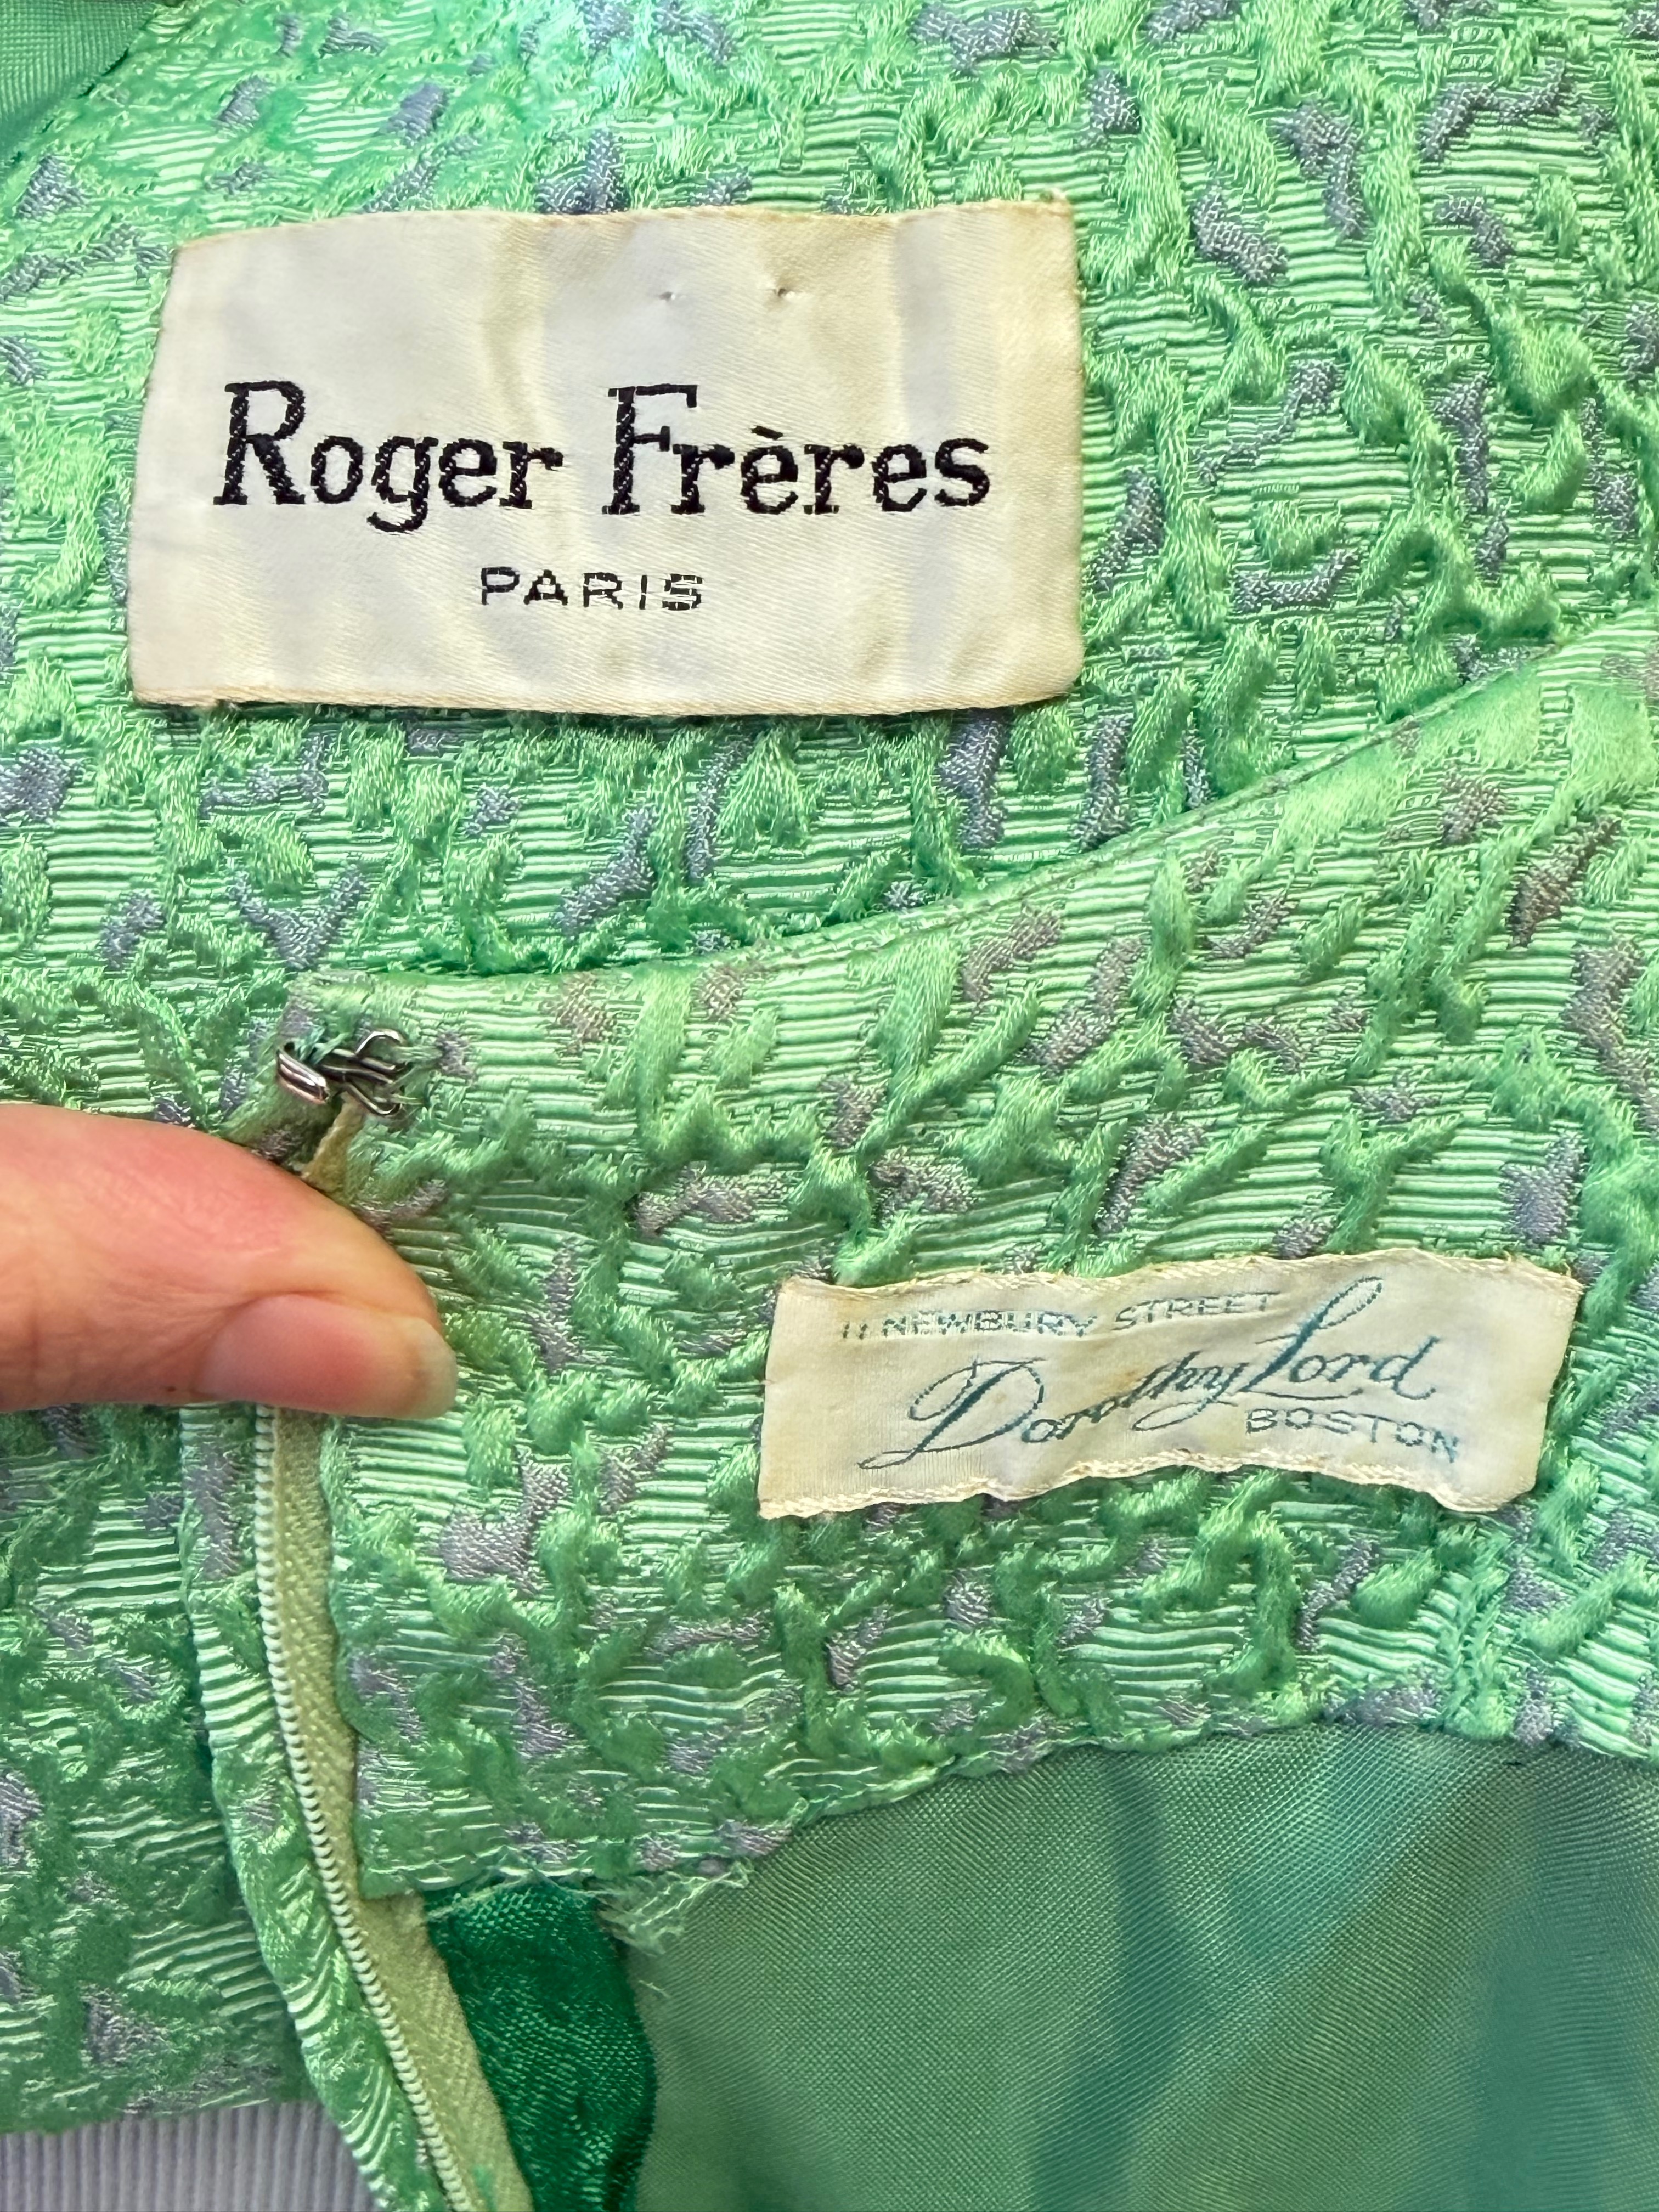 Roger Frères
PARIS
11 NEWBURY STREET
Dorothy Lord
BOSTON